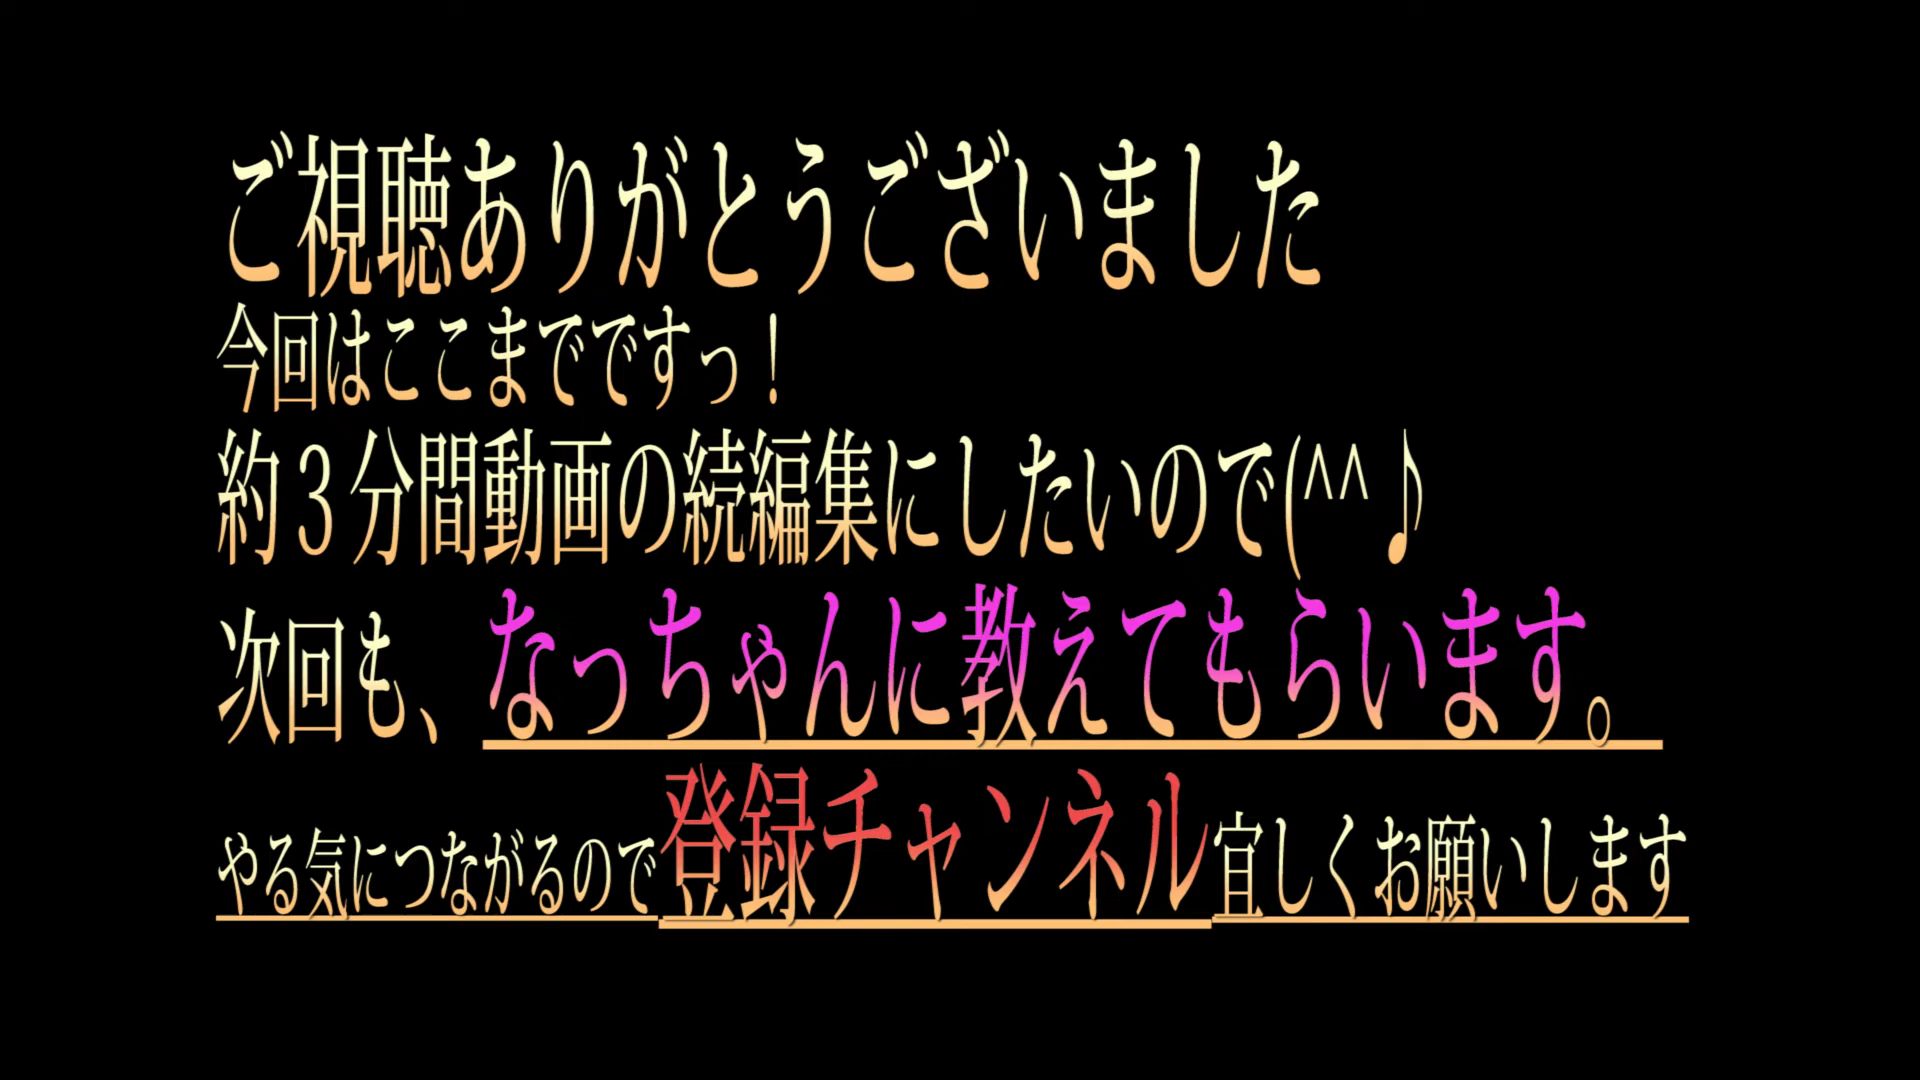 ご視聴ありがとうございました
今回はここまでですっ！
約３分間動画の続編集にしたいので(^^♪
次回も、なっちゃんに教えてもらいます。
やる気につながるので登録チャンネル宜しくお願いします